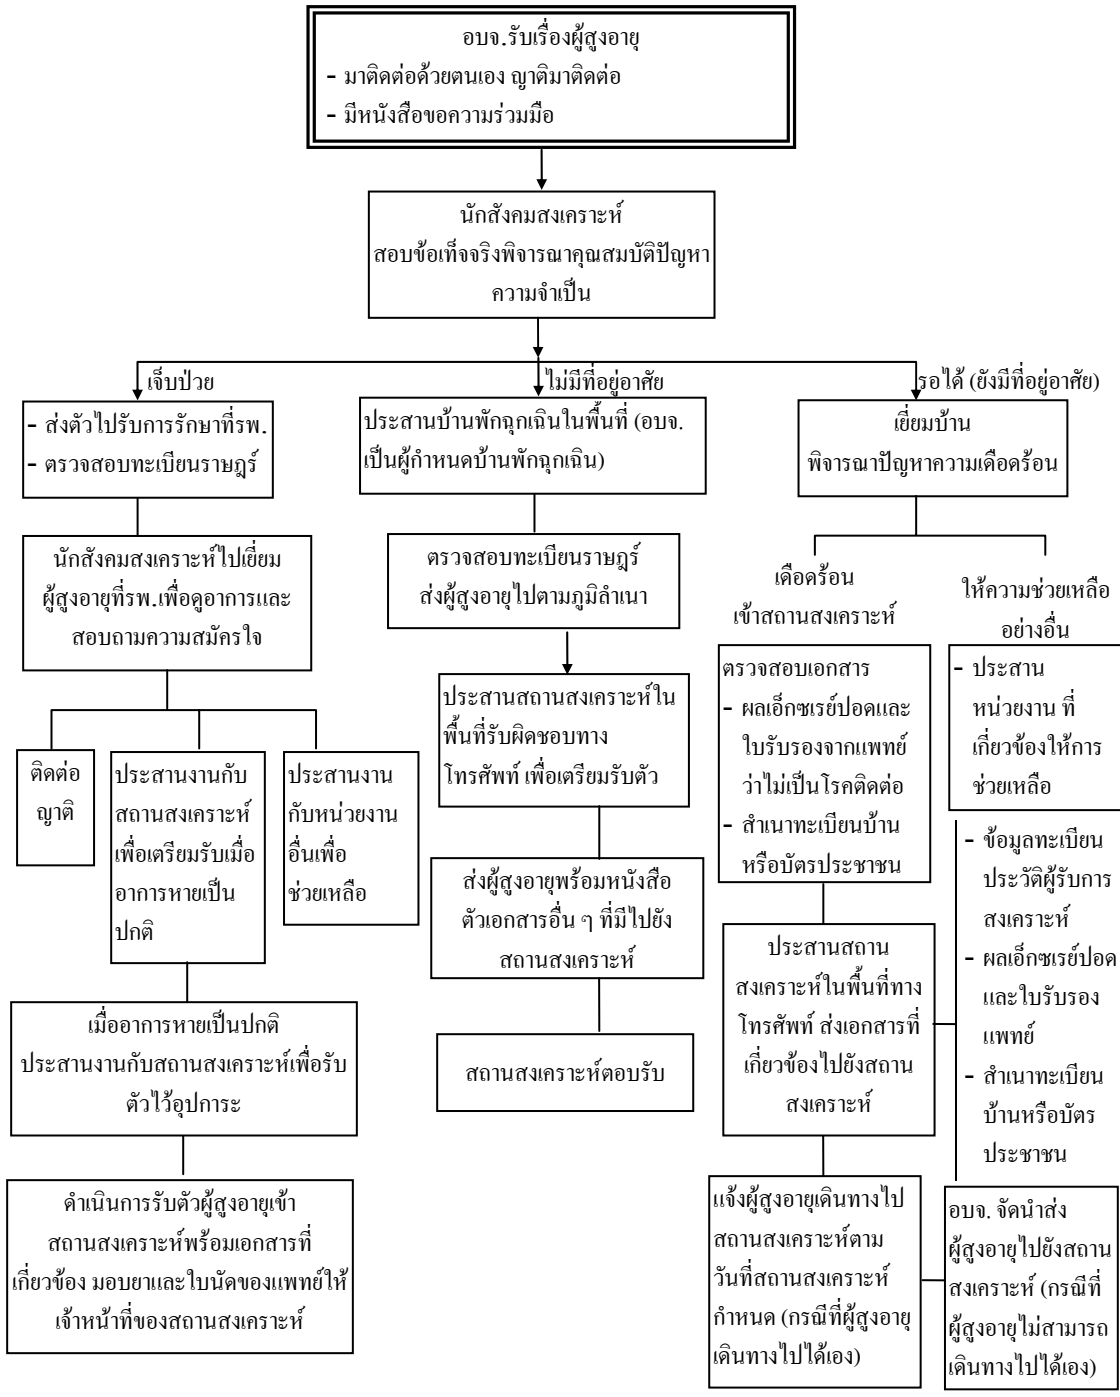 อบจ.รับเรื่องผู้สูงอายุ
- มาติดต่อด้วยตนเอง ญาติมาติดต่อ
- มีหนังสือขอความร่วมมือ
นักสังคมสงเคราะห์
สอบข้อเท็จจริงพิจารณาคุณสมบัติปัญหา
ความจำเป็น
เจ็บป่วย
- ส่งตัวไปรับการรักษาที่รพ.
- ตรวจสอบทะเบียนราษฎร์
นักสังคมสงเคราะห์ไปเยี่ยม
ผู้สูงอายุที่รพ.เพื่อดูอาการและ
สอบถามความสมัครใจ
ติดต่อ
ญาติ
ประสานงานกับ
สถานสงเคราะห์
เพื่อเตรียมรับเมื่อ
อาการหายเป็น
ปกติ
ประสานงาน
กับหน่วยงาน
อื่นเพื่อ
ช่วยเหลือ
เมื่ออาการหายเป็นปกติ
ประสานงานกับสถานสงเคราะห์เพื่อรับ
ตัวไว้อุปการะ
ดำเนินการรับตัวผู้สูงอายุเข้า
สถานสงเคราะห์พร้อมเอกสารที่
เกี่ยวข้อง มอบยาและใบนัดของแพทย์ให้
เจ้าหน้าที่ของสถานสงเคราะห์
ไม่มีที่อยู่อาศัย
ประสานบ้านพักฉุกเฉินในพื้นที่ (อบจ.
เป็นผู้กำหนดบ้านพักฉุกเฉิน)
ตรวจสอบทะเบียนราษฎร์
ส่งผู้สูงอายุไปตามภูมิลำเนา
ประสานสถานสงเคราะห์ใน
พื้นที่รับผิดชอบทาง
โทรศัพท์ เพื่อเตรียมรับตัว
ส่งผู้สูงอายุพร้อมหนังสือ
ตัวเอกสารอื่น ๆ ที่มีไปยัง
สถานสงเคราะห์
สถานสงเคราะห์ตอบรับ
รอได้ (ยังมีที่อยู่อาศัย)
เยี่ยมบ้าน
พิจารณาปัญหาความเดือดร้อน
เดือดร้อน
เข้าสถานสงเคราะห์
ตรวจสอบเอกสาร
- ผลเอ็กซเรย์ปอดและ
ใบรับรองจากแพทย์
ว่าไม่เป็นโรคติดต่อ
- สำเนาทะเบียนบ้าน
หรือบัตรประชาชน
ให้ความช่วยเหลือ
อย่างอื่น
- ประสาน
หน่วยงาน ที่
เกี่ยวข้องให้การ
ช่วยเหลือ
ประสานสถาน
สงเคราะห์ในพื้นที่ทาง
โทรศัพท์ ส่งเอกสารที่
เกี่ยวข้องไปยังสถาน
สงเคราะห์
- ข้อมูลทะเบียน
ประวัติผู้รับการ
สงเคราะห์
- ผลเอ็กซเรย์ปอด
และใบรับรอง
แพทย์
- สำเนาทะเบียน
บ้านหรือบัตร
ประชาชน
แจ้งผู้สูงอายุเดินทางไป
สถานสงเคราะห์ตาม
วันที่สถานสงเคราะห์
กำหนด (กรณีที่ผู้สูงอายุ
เดินทางไปได้เอง)
อบจ. จัดนำส่ง
ผู้สูงอายุไปยังสถาน
สงเคราะห์ (กรณีที่
ผู้สูงอายุไม่สามารถ
เดินทางไปได้เอง)